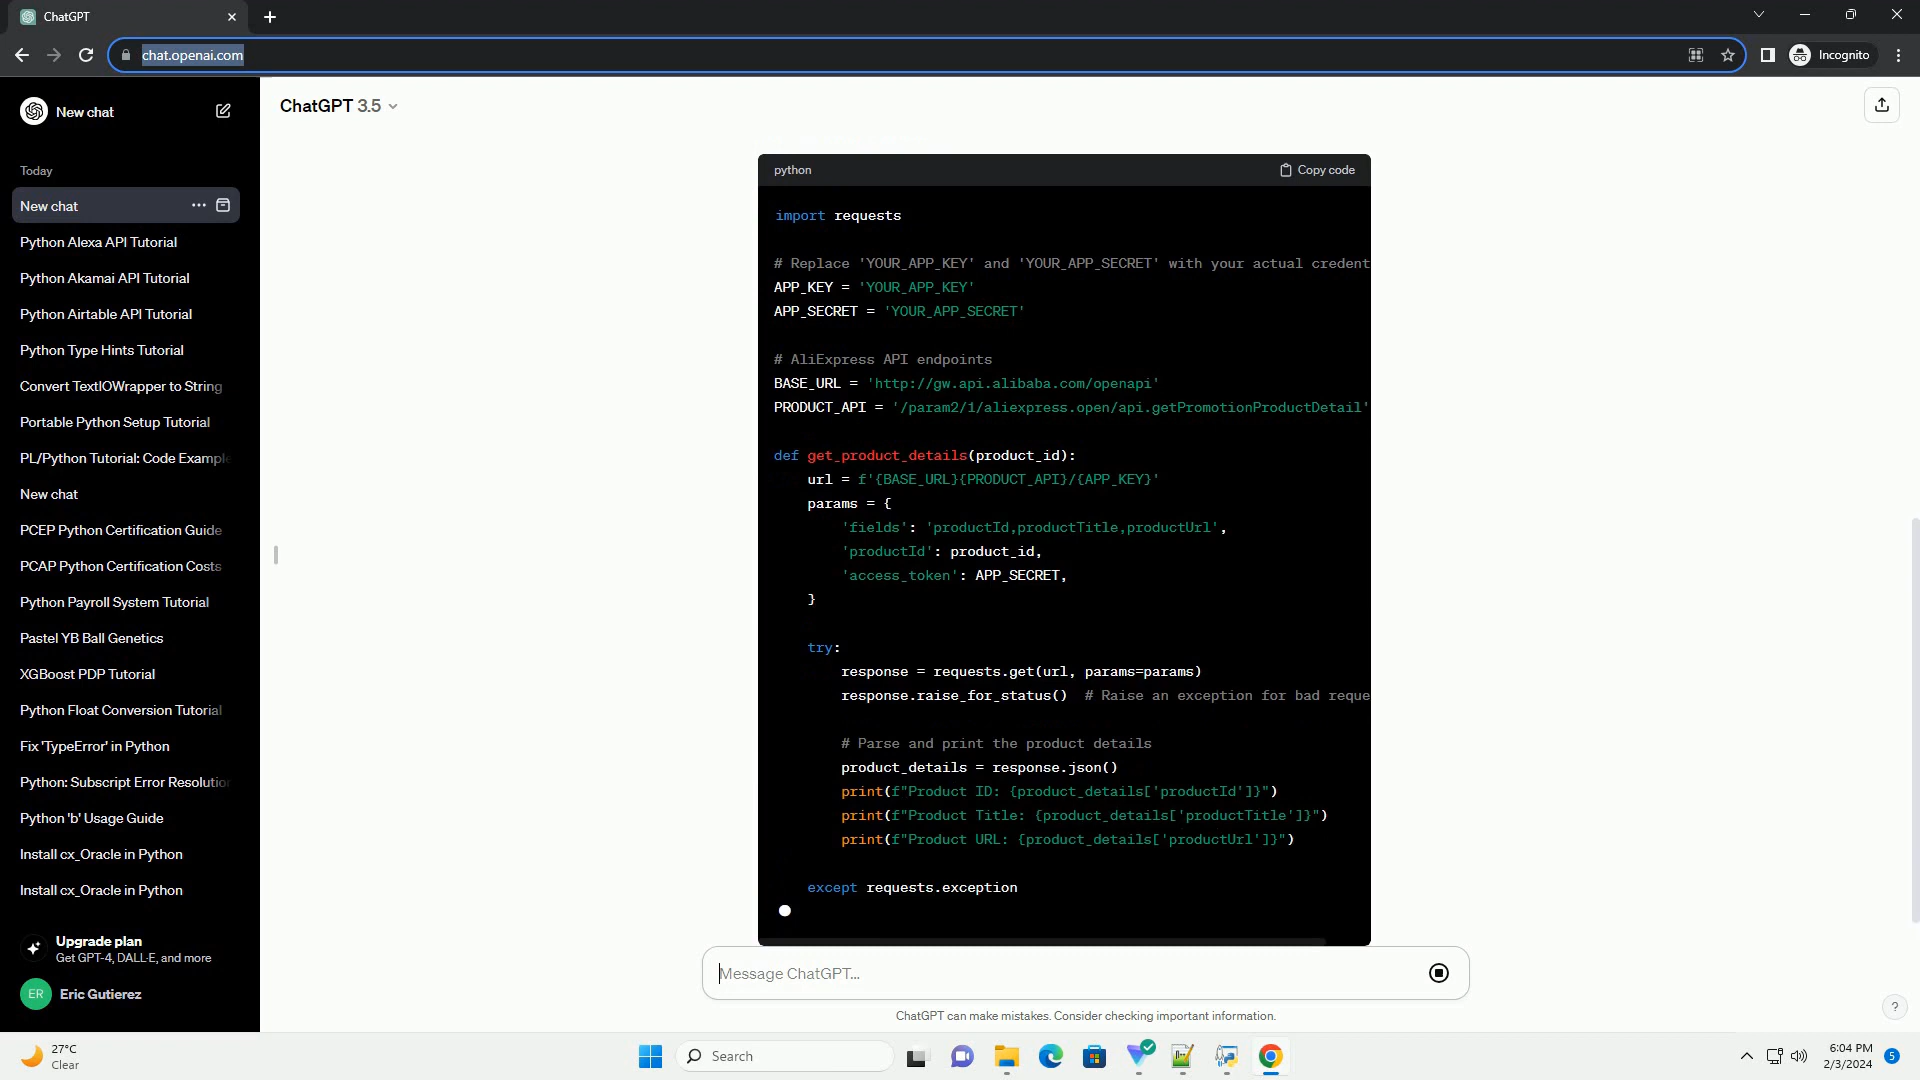 ChatGPT
chat.openai.com
Incognito
New chat
Today
New chat
Python Alexa API Tutorial
Python Akamai API Tutorial
Python Airtable API Tutorial
Python Type Hints Tutorial
Convert TextIOWrapper to String
Portable Python Setup Tutorial
PL/Python Tutorial: Code Example
New chat
PCEP Python Certification Guide
PCAP Python Certification Costs
Python Payroll System Tutorial
Pastel YB Ball Genetics
XGBoost PDP Tutorial
Python Float Conversion Tutorial
Fix 'TypeError' in Python
Python: Subscript Error Resolution
Python 'b' Usage Guide
Install cx_Oracle in Python
Install cx_Oracle in Python
Upgrade plan
Get GPT-4, DALL·E, and more
ER Eric Gutierez
ChatGPT 3.5
python Copy code
import requests
# Replace 'YOUR_APP_KEY' and 'YOUR_APP_SECRET' with your actual credent
APP_KEY = 'YOUR_APP_KEY'
APP_SECRET = 'YOUR_APP_SECRET'
# AliExpress API endpoints
BASE_URL = 'http://gw.api.alibaba.com/openapi'
PRODUCT_API = '/param2/1/aliexpress.open/api.getPromotionProductDetail'
def get_product_details(product_id):
url = f'{BASE_URL}{PRODUCT_API}/{APP_KEY}'
params = {
'fields': 'productId,productTitle,productUrl',
'productId': product_id,
'access_token': APP_SECRET,
}
try:
response = requests.get(url, params=params)
response.raise_for_status() # Raise an exception for bad reque
# Parse and print the product details
product_details = response.json()
print(f"Product ID: {product_details['productId']}")
print(f"Product Title: {product_details['productTitle']}")
print(f"Product URL: {product_details['productUrl']}")
except requests.exception
Message ChatGPT...
ChatGPT can make mistakes. Consider checking important information.
?
27°C
Clear
Search
6:04 PM
2/3/2024
5